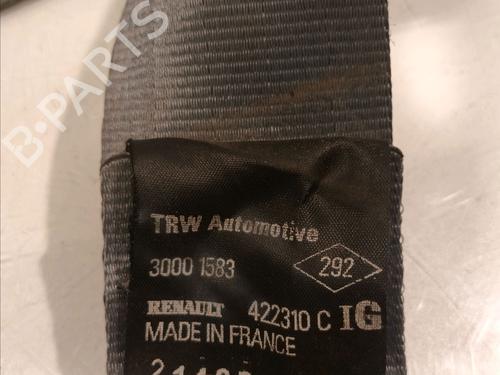 B-PARTS
TRW Automotive
3000 1583
292
RENAULT 422310 C IG
MADE IN FRANCE